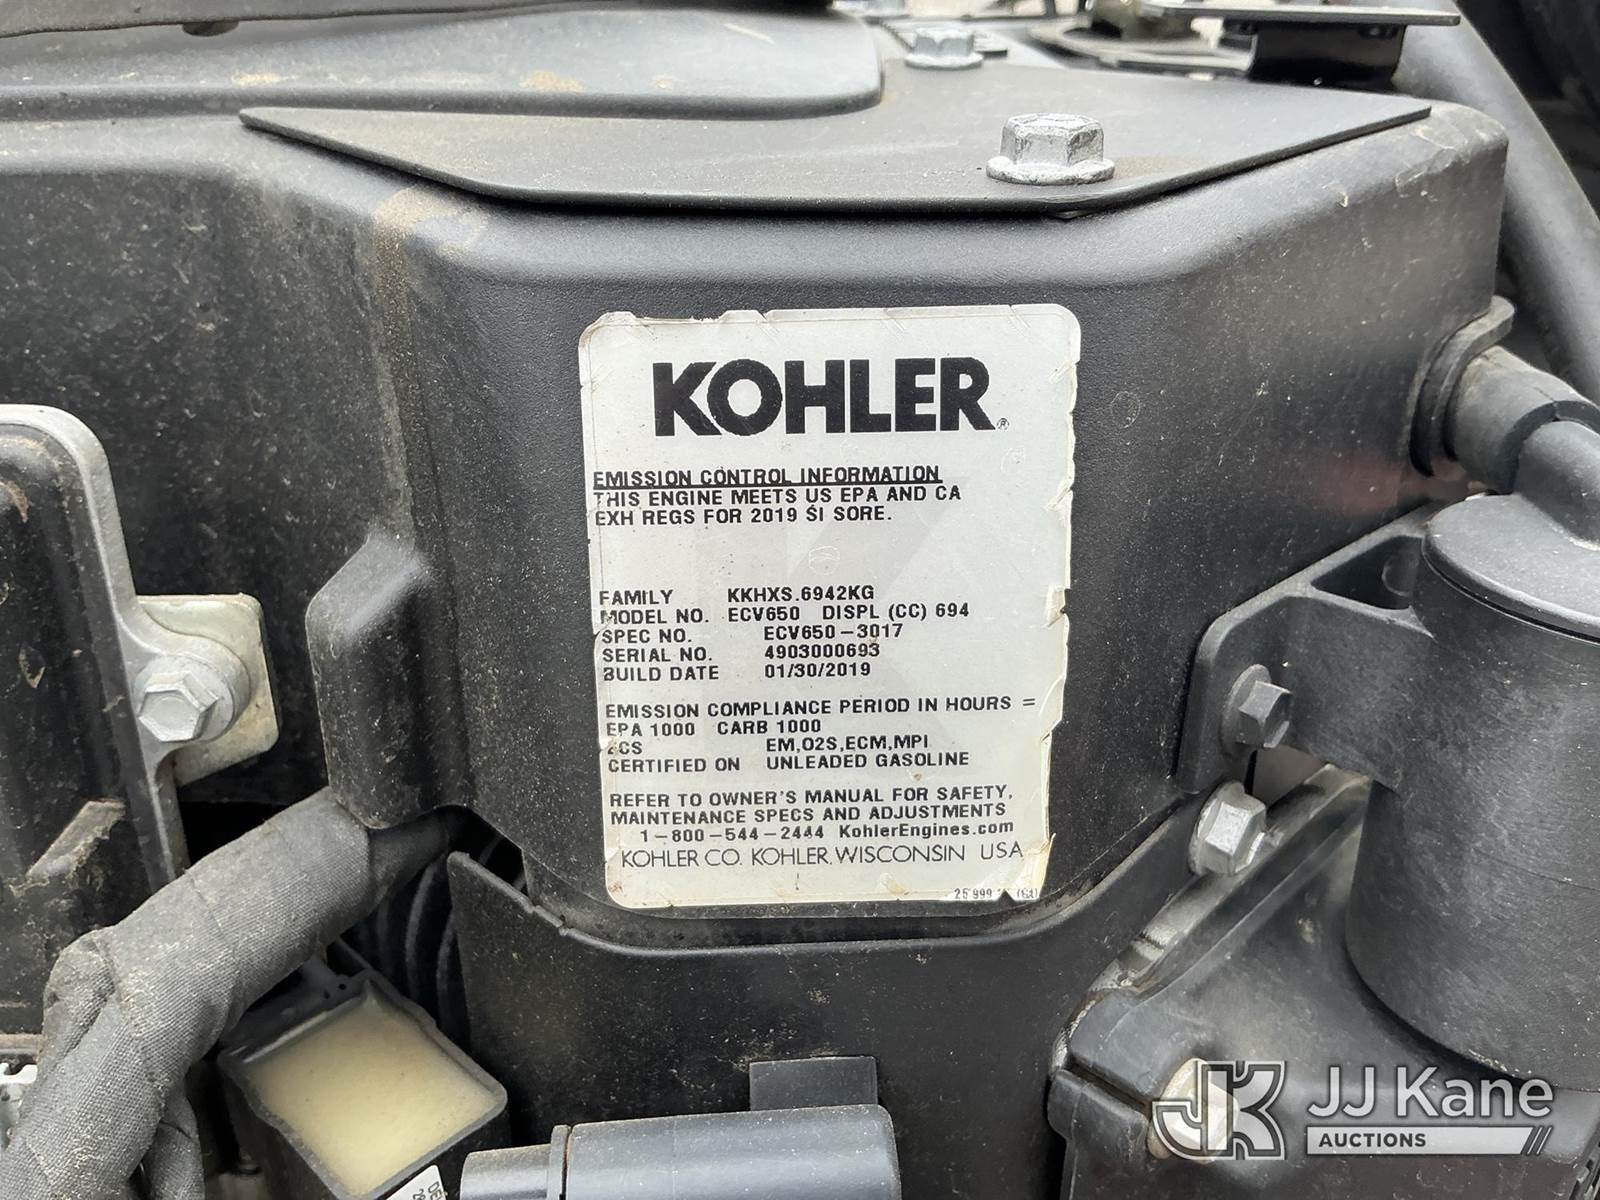 KOHLER®
EMISSION CONTROL INFORMATION
THIS ENGINE MEETS US EPA AND CA
EXH REGS FOR 2019 SI SORE.
FAMILY KKHXS.6942KG
MODEL NO. ECV650 DISPL (CC) 694
SPEC NO. ECV650-3017
SERIAL NO. 4903000693
BUILD DATE 01/30/2019
EMISSION COMPLIANCE PERIOD IN HOURS =
EPA 1000 CARB 1000
ECS EM,O2S,ECM,MPI
CERTIFIED ON UNLEADED GASOLINE
REFER TO OWNER'S MANUAL FOR SAFETY,
MAINTENANCE SPECS AND ADJUSTMENTS
1-800-544-2444 KohlerEngines.com
KOHLER CO. KOHLER, WISCONSIN USA
JK JJ Kane
AUCTIONS